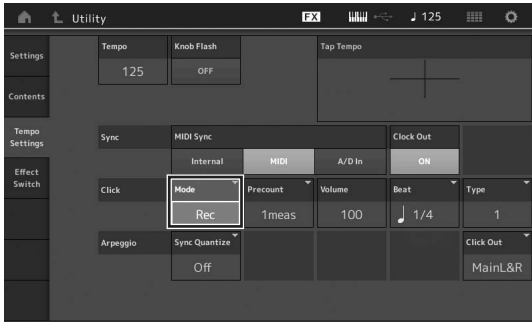 Utility FX 125
Settings
Contents
Tempo
Settings
Effect
Switch
Tempo Knob Flash Tap Tempo
125 OFF
Sync MIDI Sync Clock Out
Internal MIDI A/D In ON
Click Mode Precount Volume Beat Type
Rec 1meas 100 1/4 1
Arpeggio Sync Quantize Click Out
Off MainL&R